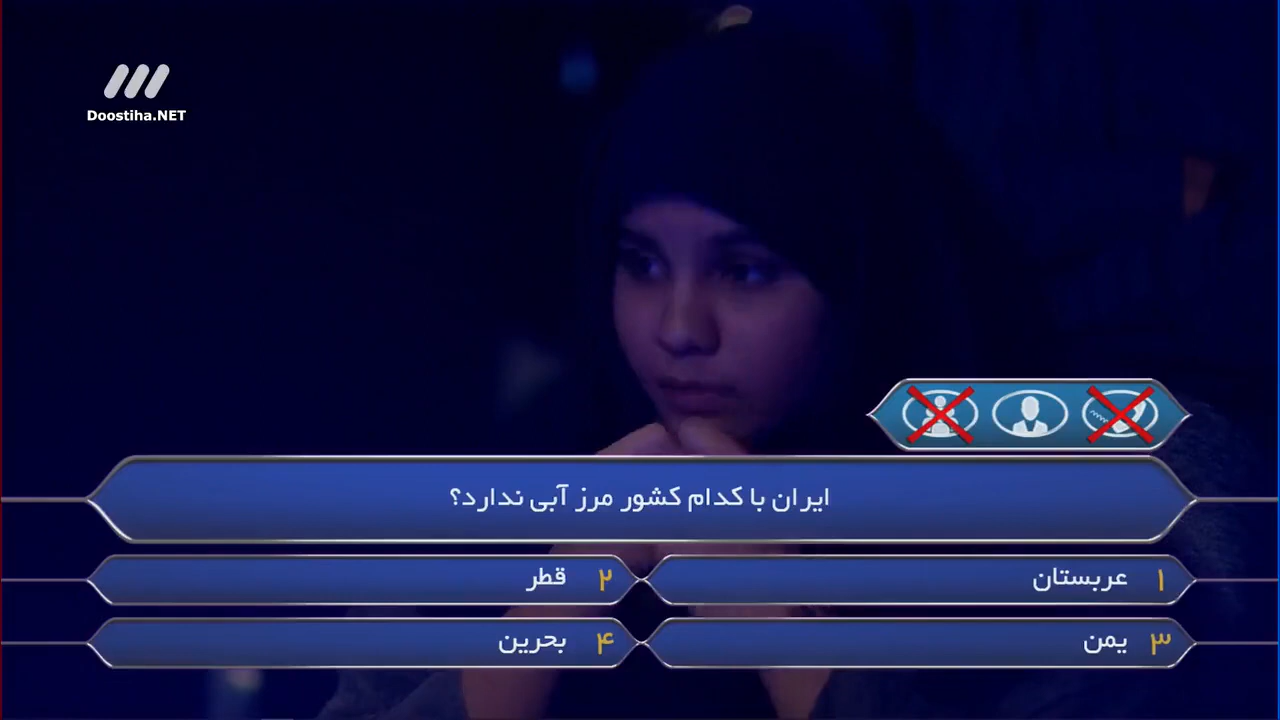 Doostiha.NET
ایران با کدام کشور مرز آبی ندارد؟
۱ عربستان
۲ قطر
۳ یمن
۴ بحرین